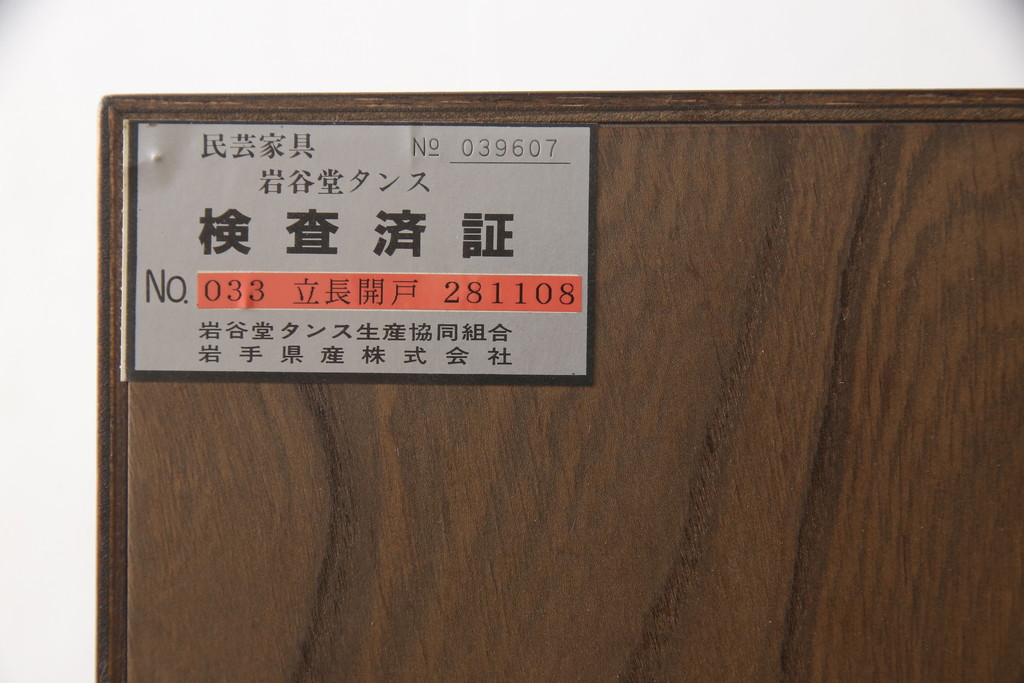 民芸家具 № 039607
岩谷堂タンス
検査済証
No. 033 立長開戸 281108
岩谷堂タンス生産協同組合
岩手県産株式会社